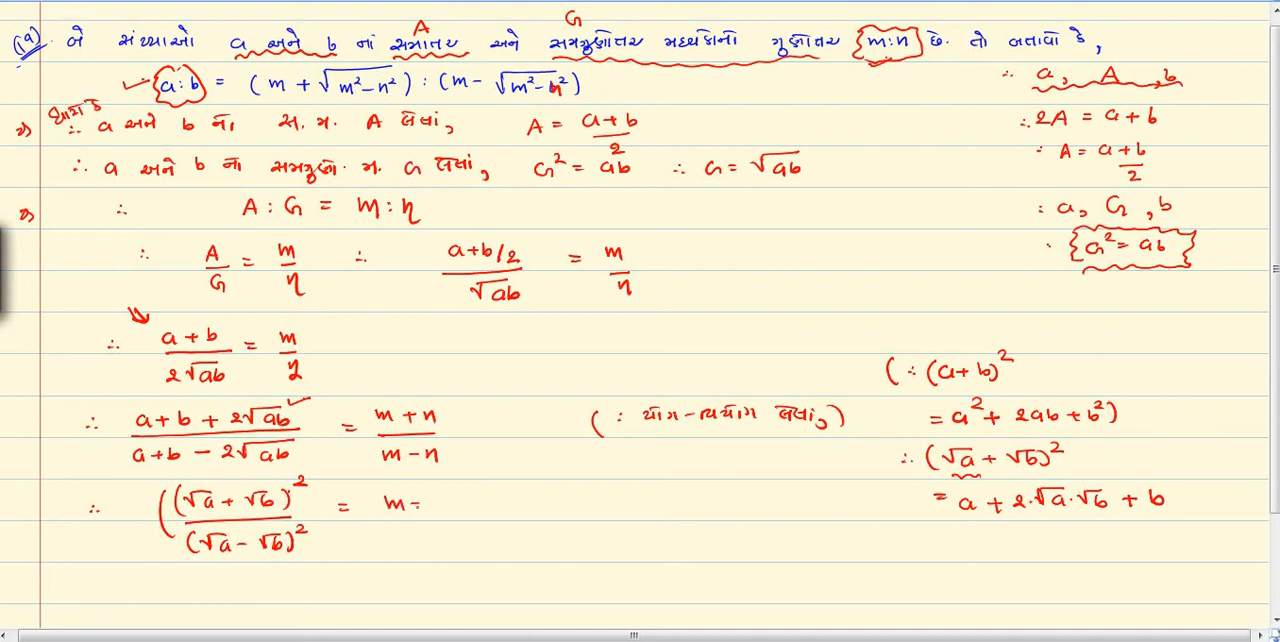 (19) બે સંખ્યાઓ a અને b નાં સમાંતર અને સમગુણોત્તર મધ્યકોનો ગુણોત્તર m:n છે. તો બતાવો કે,
A G
a:b = (m + √m²-n²) : (m - √m²-n²)
→) ધારો કે
∴ a અને b ના સ. મ. A લેતાં, A = a+b/2
∴ a અને b ના સમગુણો. મ. G લેતાં, G² = ab ∴ G = √ab
→) ∴ A : G = m : n
∴ A/G = m/n ∴ a+b/2 / √ab = m/n
∴ a+b / 2√ab = m/n
∴ a+b+2√ab / a+b-2√ab = m+n / m-n (∵ યોગ-વિયોગ લેતાં,)
∴ ((√a+√b)² / (√a-√b)² = m -
∴ a, A, b
∴ 2A = a+b
∴ A = a+b/2
∴ a, G, b
∴ {G² = ab}
(∵ (a+b)²
= a² + 2ab + b²)
∴ (√a + √b)²
= a + 2·√a·√b + b